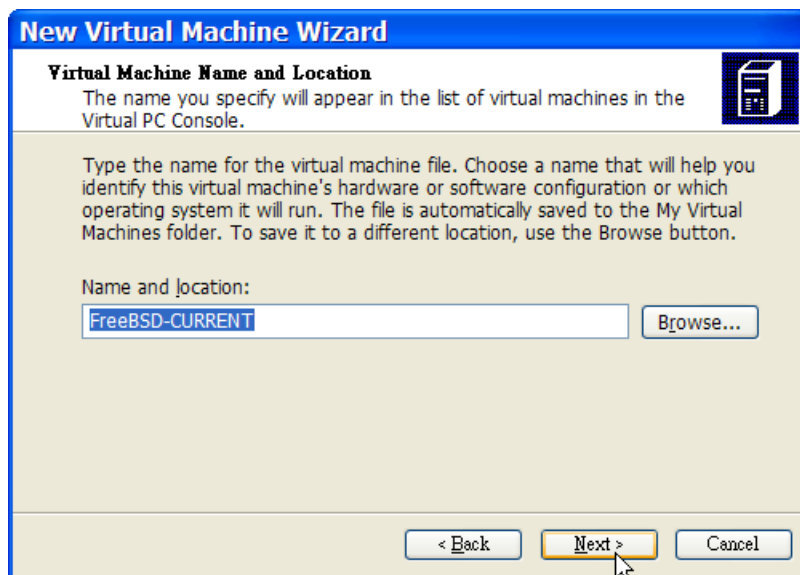 New Virtual Machine Wizard
Virtual Machine Name and Location
The name you specify will appear in the list of virtual machines in the
Virtual PC Console.
Type the name for the virtual machine file. Choose a name that will help you
identify this virtual machine's hardware or software configuration or which
operating system it will run. The file is automatically saved to the My Virtual
Machines folder. To save it to a different location, use the Browse button.
Name and location:
FreeBSD-CURRENT
Browse...
< Back
Next >
Cancel